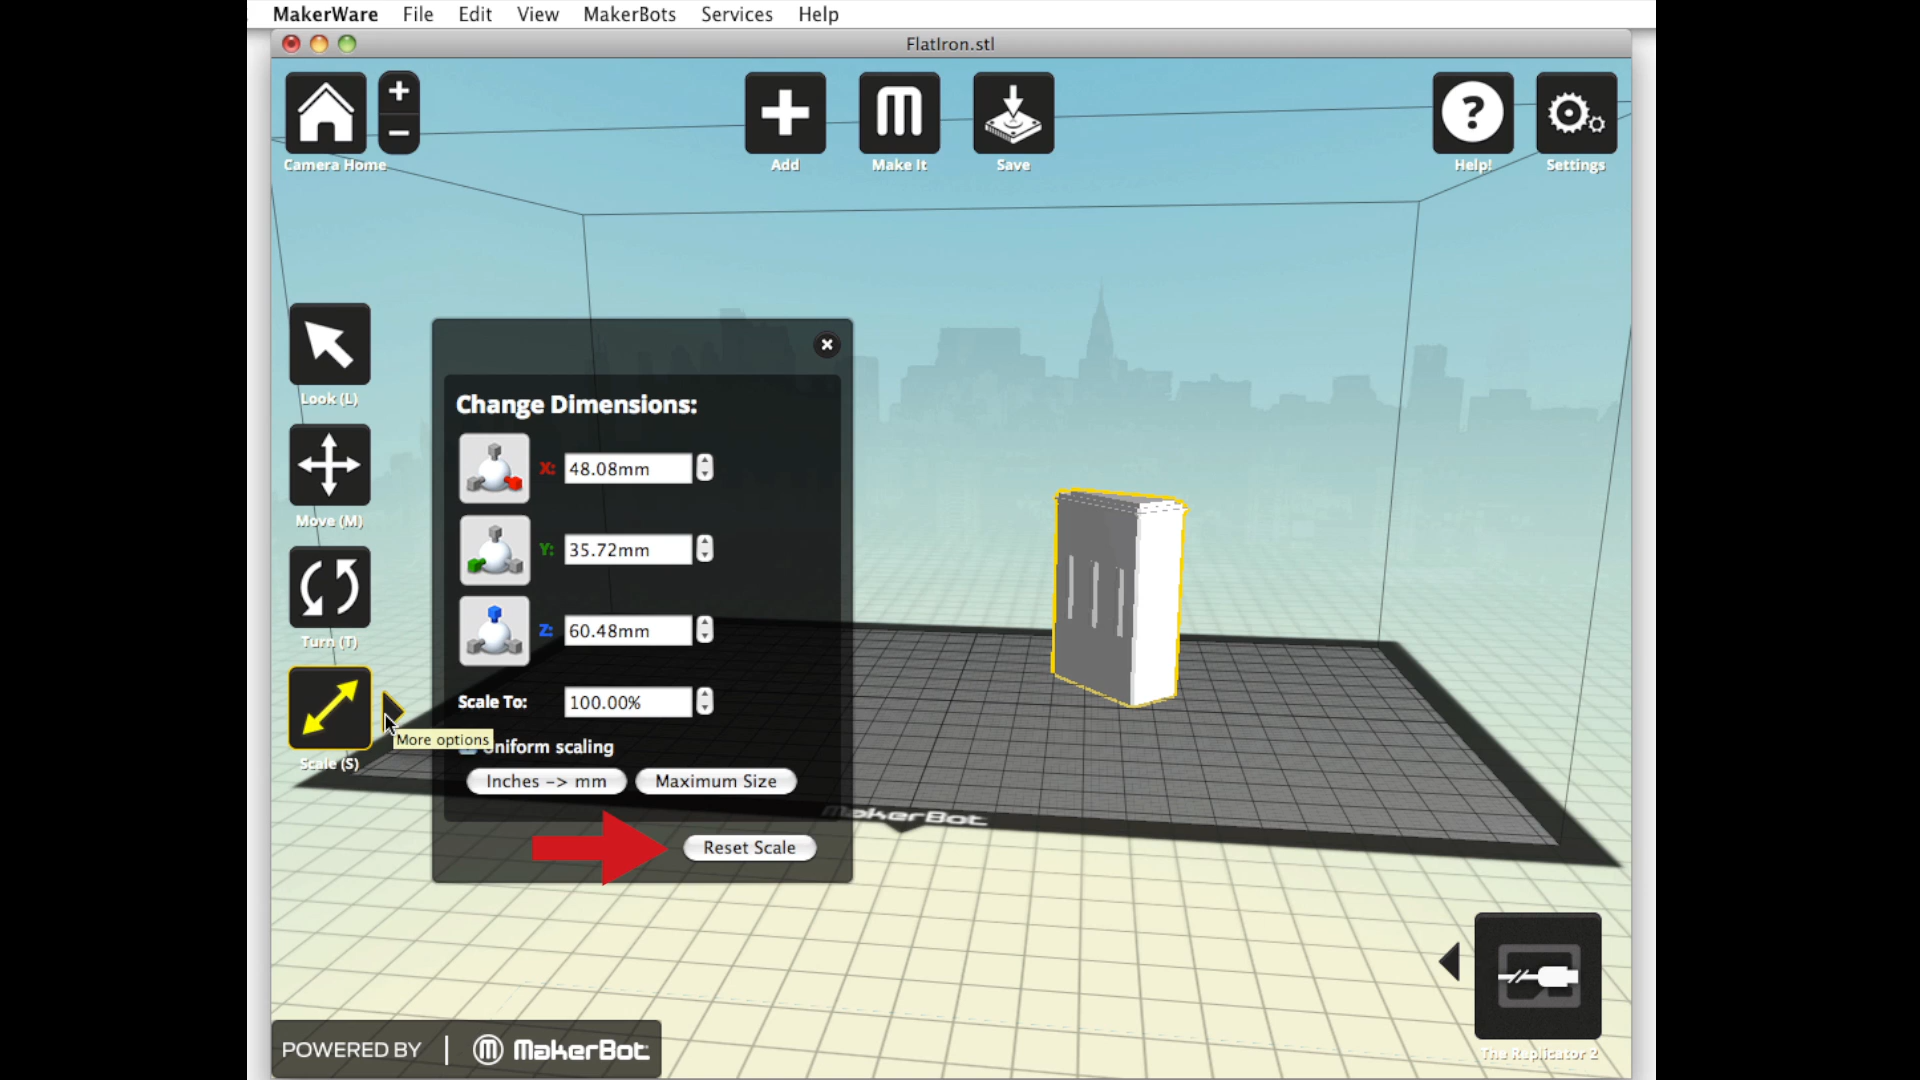 MakerWare File Edit View MakerBots Services Help
FlatIron.stl
+
−
Camera Home
Add
Make It
Save
?
Help!
Settings
Look (L)
Move (M)
Turn (T)
Scale (S)
Change Dimensions:
X: 48.08mm
Y: 35.72mm
Z: 60.48mm
Scale To: 100.00%
More options
Uniform scaling
Inches -> mm Maximum Size
Reset Scale
MakerBot
The Replicator 2
POWERED BY | MakerBot